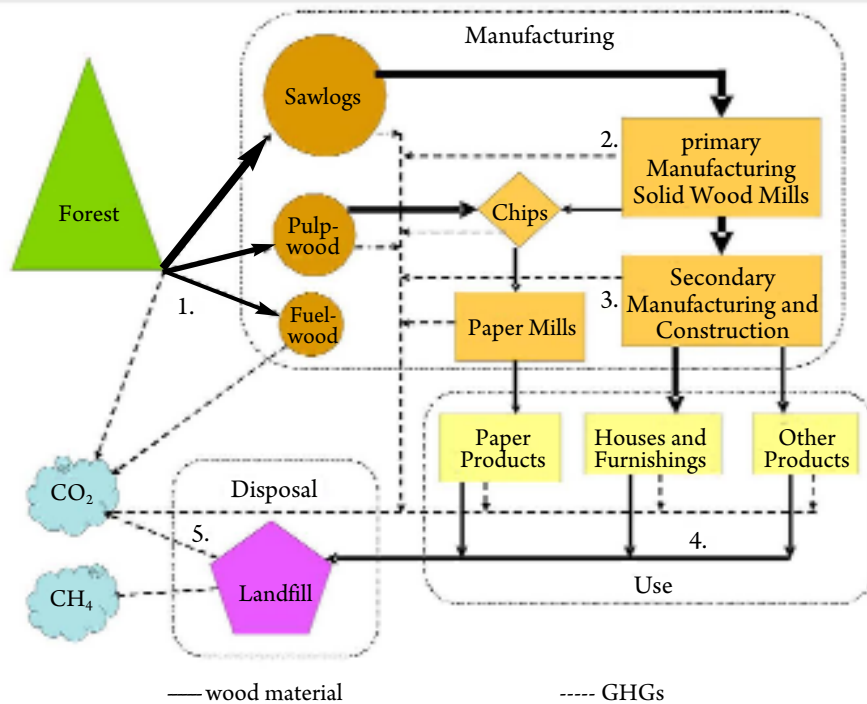 Manufacturing
Sawlogs
2.
primary
Manufacturing
Solid Wood Mills
Forest
Chips
Pulp-
wood
1.
Secondary
3.
Manufacturing and
Construction
Fuel-
wood
Paper Mills
Paper
Products
Houses and
Furnishings
Other
Products
CO₂
Disposal
5.
4.
Landfill
CH₄
Use
wood material
GHGs